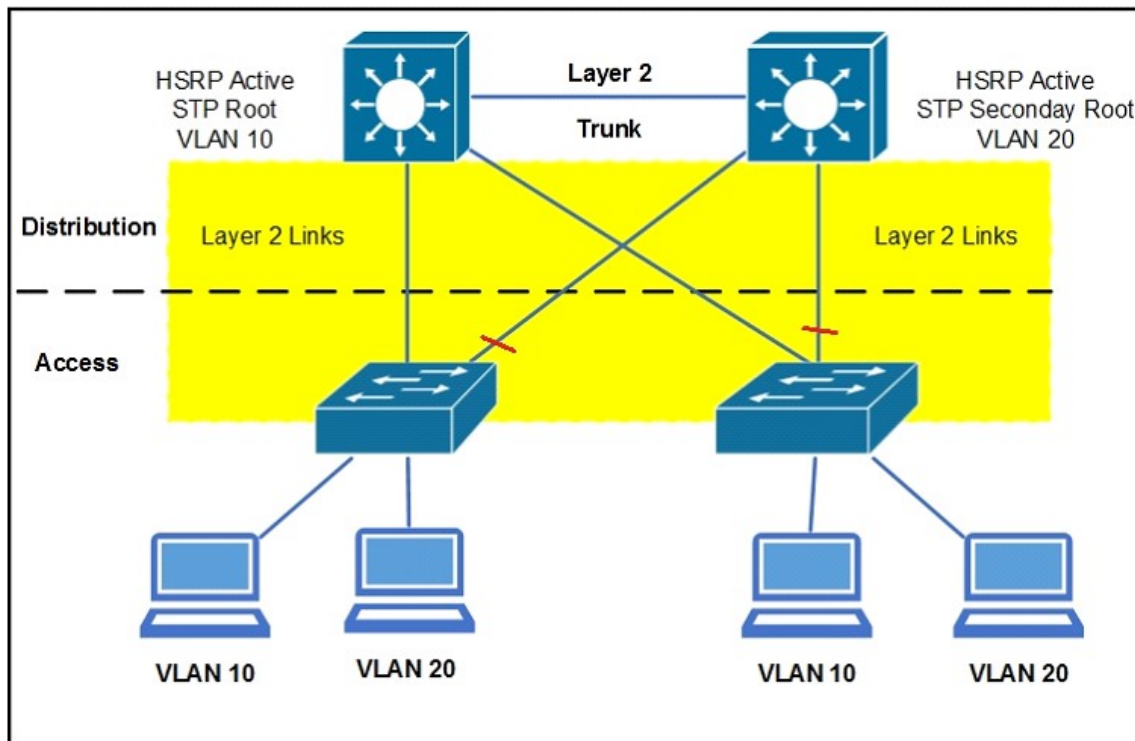 HSRP Active
STP Root
VLAN 10
Layer 2
Trunk
HSRP Active
STP Seconday Root
VLAN 20
Distribution
Layer 2 Links
Layer 2 Links
Access
VLAN 10
VLAN 20
VLAN 10
VLAN 20